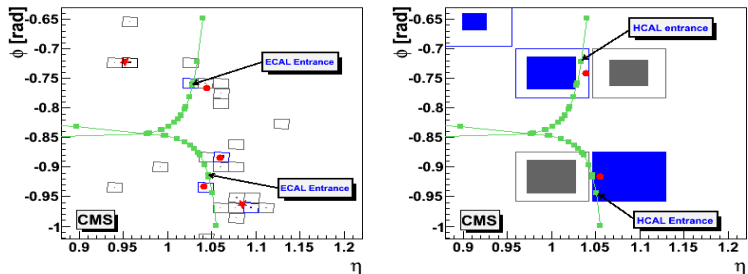 ϕ [rad]
-0.65
-0.7
-0.75
-0.8
-0.85
-0.9
-0.95
-1
ECAL Entrance
ECAL Entrance
CMS
0.9 0.95 1 1.05 1.1 1.15 1.2
η
ϕ [rad]
-0.65
-0.7
-0.75
-0.8
-0.85
-0.9
-0.95
-1
HCAL entrance
HCAL Entrance
CMS
0.9 0.95 1 1.05 1.1 1.15 1.2
η